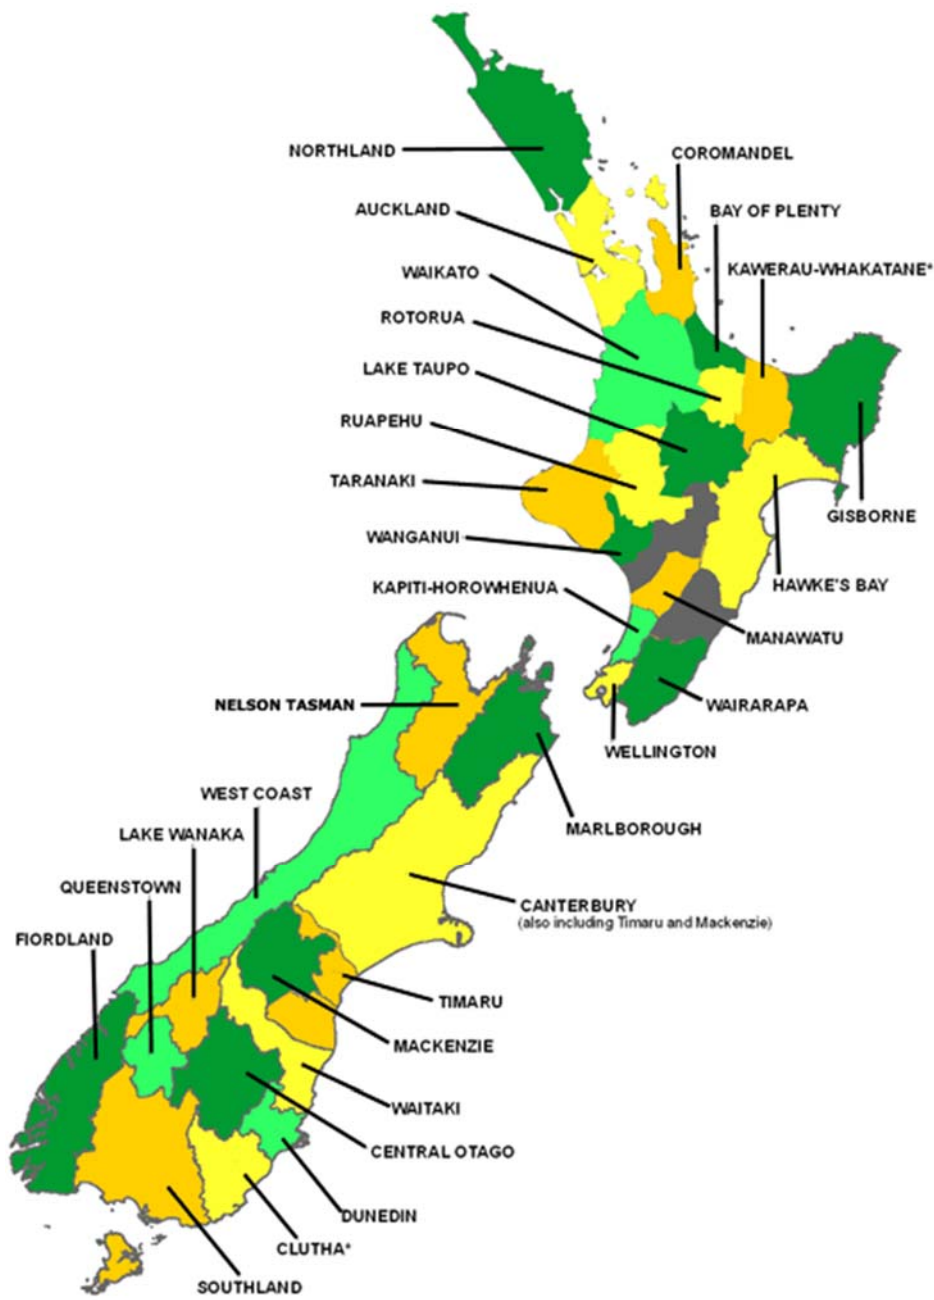 NORTHLAND
COROMANDEL
AUCKLAND
BAY OF PLENTY
WAIKATO
KAWERAU-WHAKATANE*
ROTORUA
LAKE TAUPO
RUAPEHU
TARANAKI
GISBORNE
WANGANUI
HAWKE'S BAY
KAPITI-HOROWHENUA
MANAWATU
NELSON TASMAN
WAIRARAPA
WELLINGTON
WEST COAST
MARLBOROUGH
LAKE WANAKA
QUEENSTOWN
CANTERBURY
(also including Timaru and Mackenzie)
FIORDLAND
TIMARU
MACKENZIE
WAITAKI
CENTRAL OTAGO
DUNEDIN
CLUTHA*
SOUTHLAND